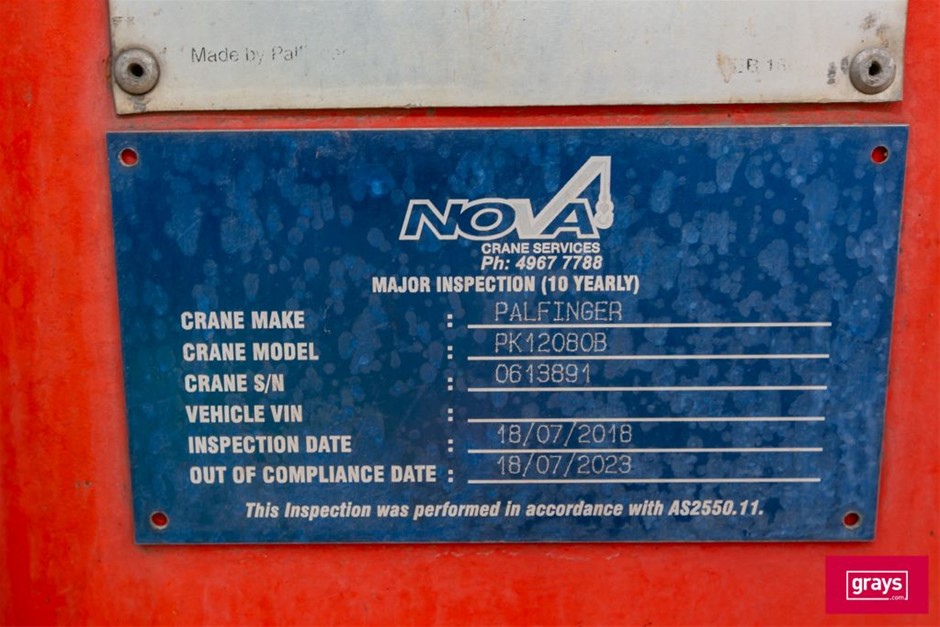 Made by Palfinger
NOVA
CRANE SERVICES
Ph: 4967 7788
MAJOR INSPECTION (10 YEARLY)
CRANE MAKE : PALFINGER
CRANE MODEL : PK12080B
CRANE S/N : 0613891
VEHICLE VIN :
INSPECTION DATE : 18/07/2018
OUT OF COMPLIANCE DATE : 18/07/2023
This Inspection was performed in accordance with AS2550.11.
grays
.com